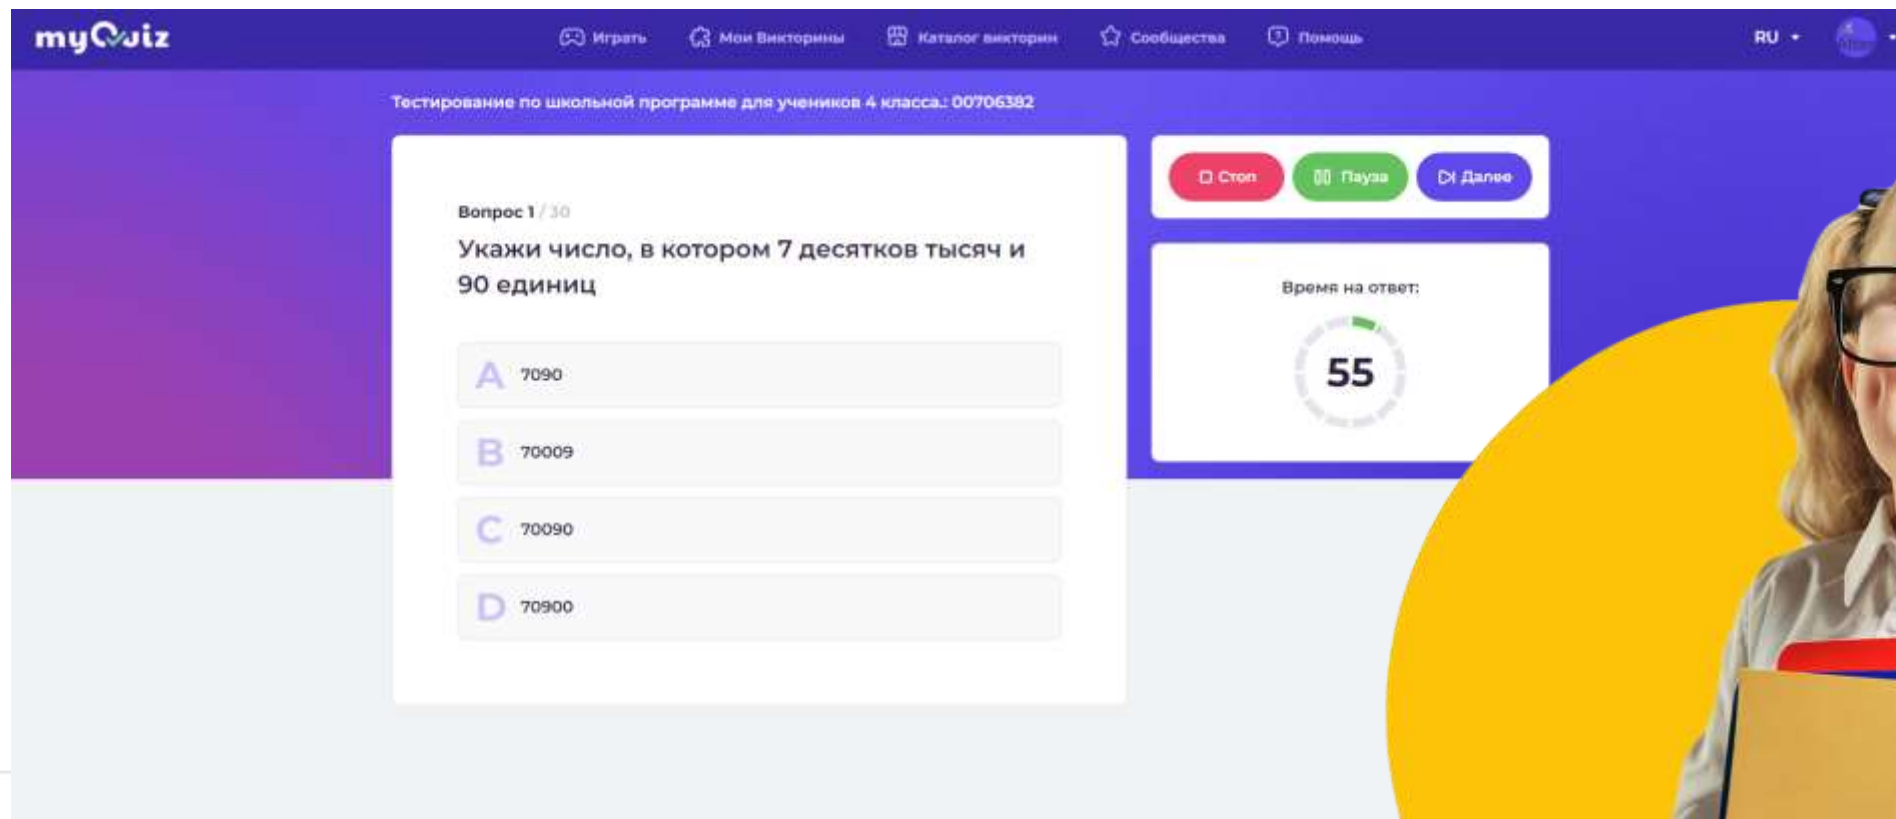 myQuiz
Играть
Мои Викторины
Каталог викторин
Сообщества
Помощь
RU
Тестирование по школьной программе для учеников 4 класса.: 00706382
Вопрос 1 / 30
Укажи число, в котором 7 десятков тысяч и
90 единиц
A 7090
B 70009
C 70090
D 70900
Стоп
Пауза
Далее
Время на ответ:
55